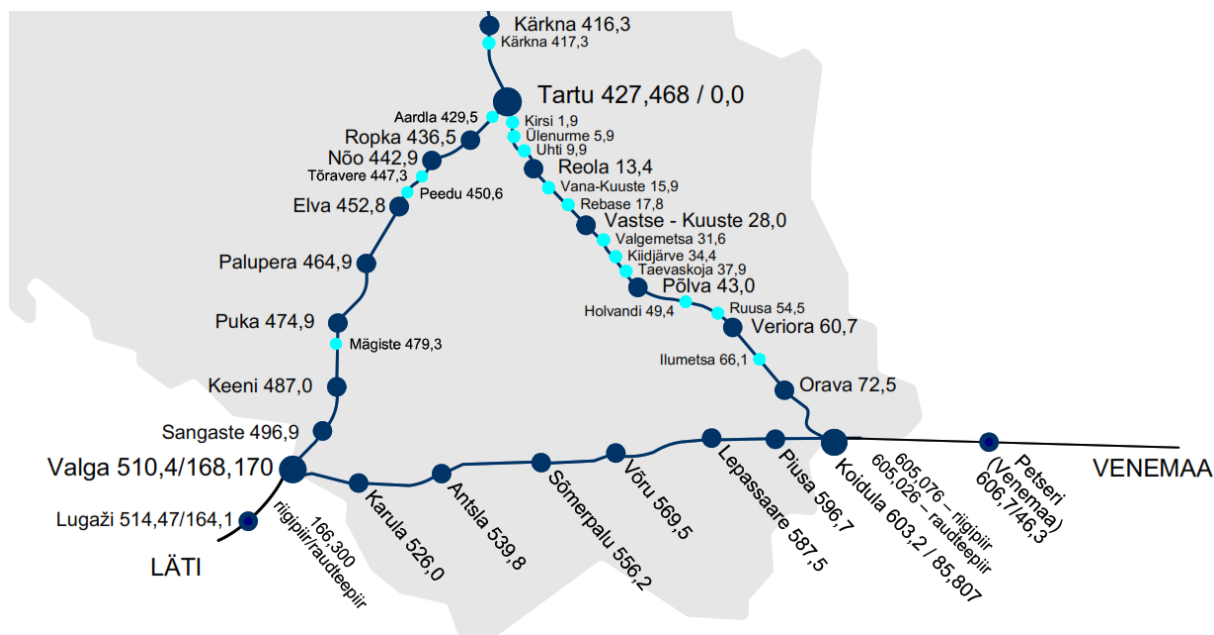 Kärkna 416,3
Kärkna 417,3
Tartu 427,468 / 0,0
Aardla 429,5
Kirsi 1,9
Ropka 436,5
Ülenurme 5,9
Uhti 9,9
Nõo 442,9
Reola 13,4
Tõravere 447,3
Peedu 450,6
Vana-Kuuste 15,9
Elva 452,8
Rebase 17,8
Vastse - Kuuste 28,0
Valgemetsa 31,6
Palupera 464,9
Kiidjärve 34,4
Taevaskoja 37,9
Põlva 43,0
Holvandi 49,4
Ruusa 54,5
Puka 474,9
Veriora 60,7
Mägiste 479,3
Ilumetsa 66,1
Keeni 487,0
Orava 72,5
Sangaste 496,9
Valga 510,4/168,170
Lugaži 514,47/164,1
LÄTI
166,300
riigipiir/raudteepiir
Karula 526,0
Antsla 539,8
Sõmerpalu 556,2
Võru 569,5
Lepassaare 587,5
Piusa 596,7
Koidula 603,2 / 85,807
605,026 – raudteepiir
605,076 – riigipiir
Petseri
(Venemaa)
606,7/46,3
VENEMAA